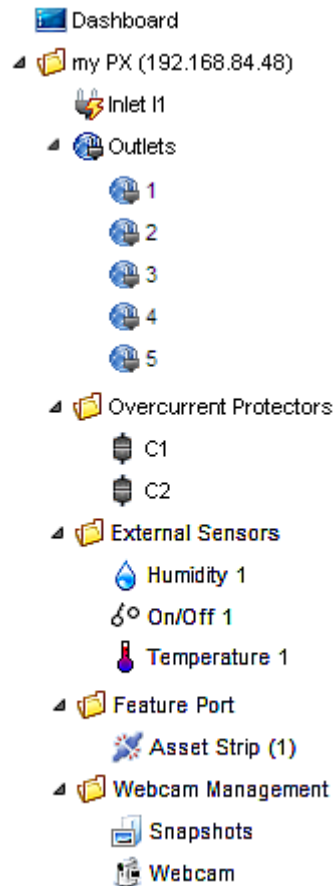 Dashboard
my PX (192.168.84.48)
Inlet I1
Outlets
1
2
3
4
5
Overcurrent Protectors
C1
C2
External Sensors
Humidity 1
On/Off 1
Temperature 1
Feature Port
Asset Strip (1)
Webcam Management
Snapshots
Webcam